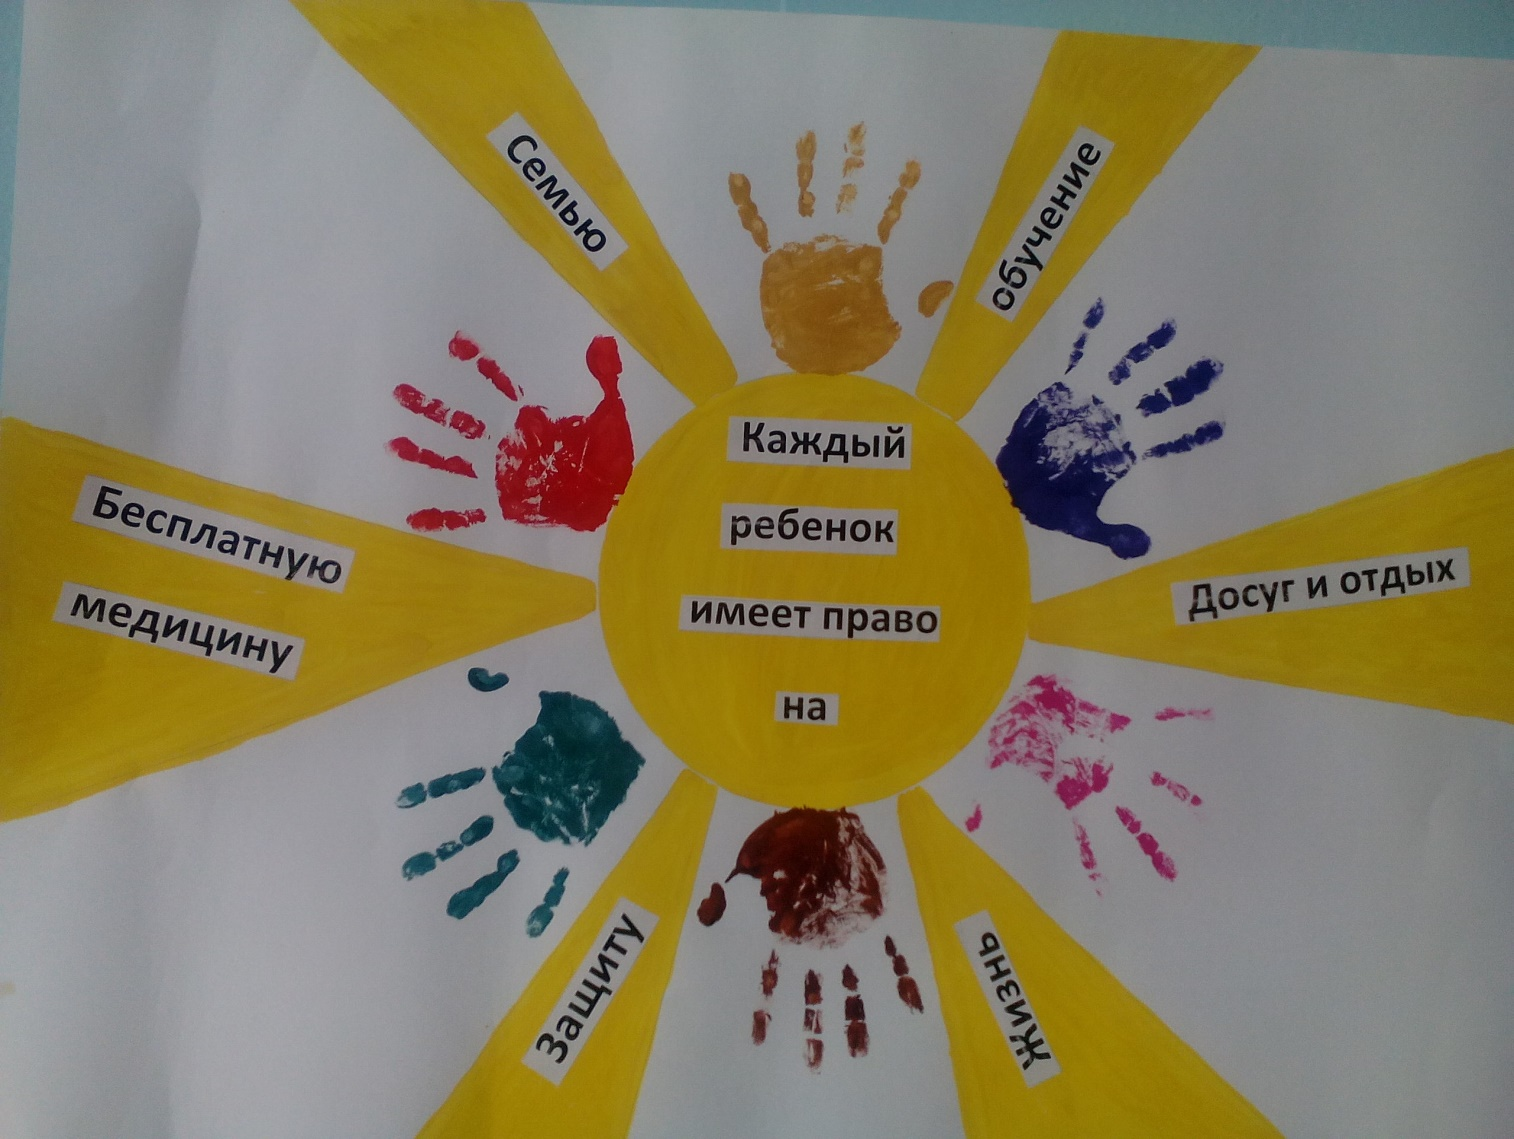 Каждый
ребенок
имеет право
на
Семью
обучение
Досуг и отдых
Жизнь
Защиту
Бесплатную
медицину